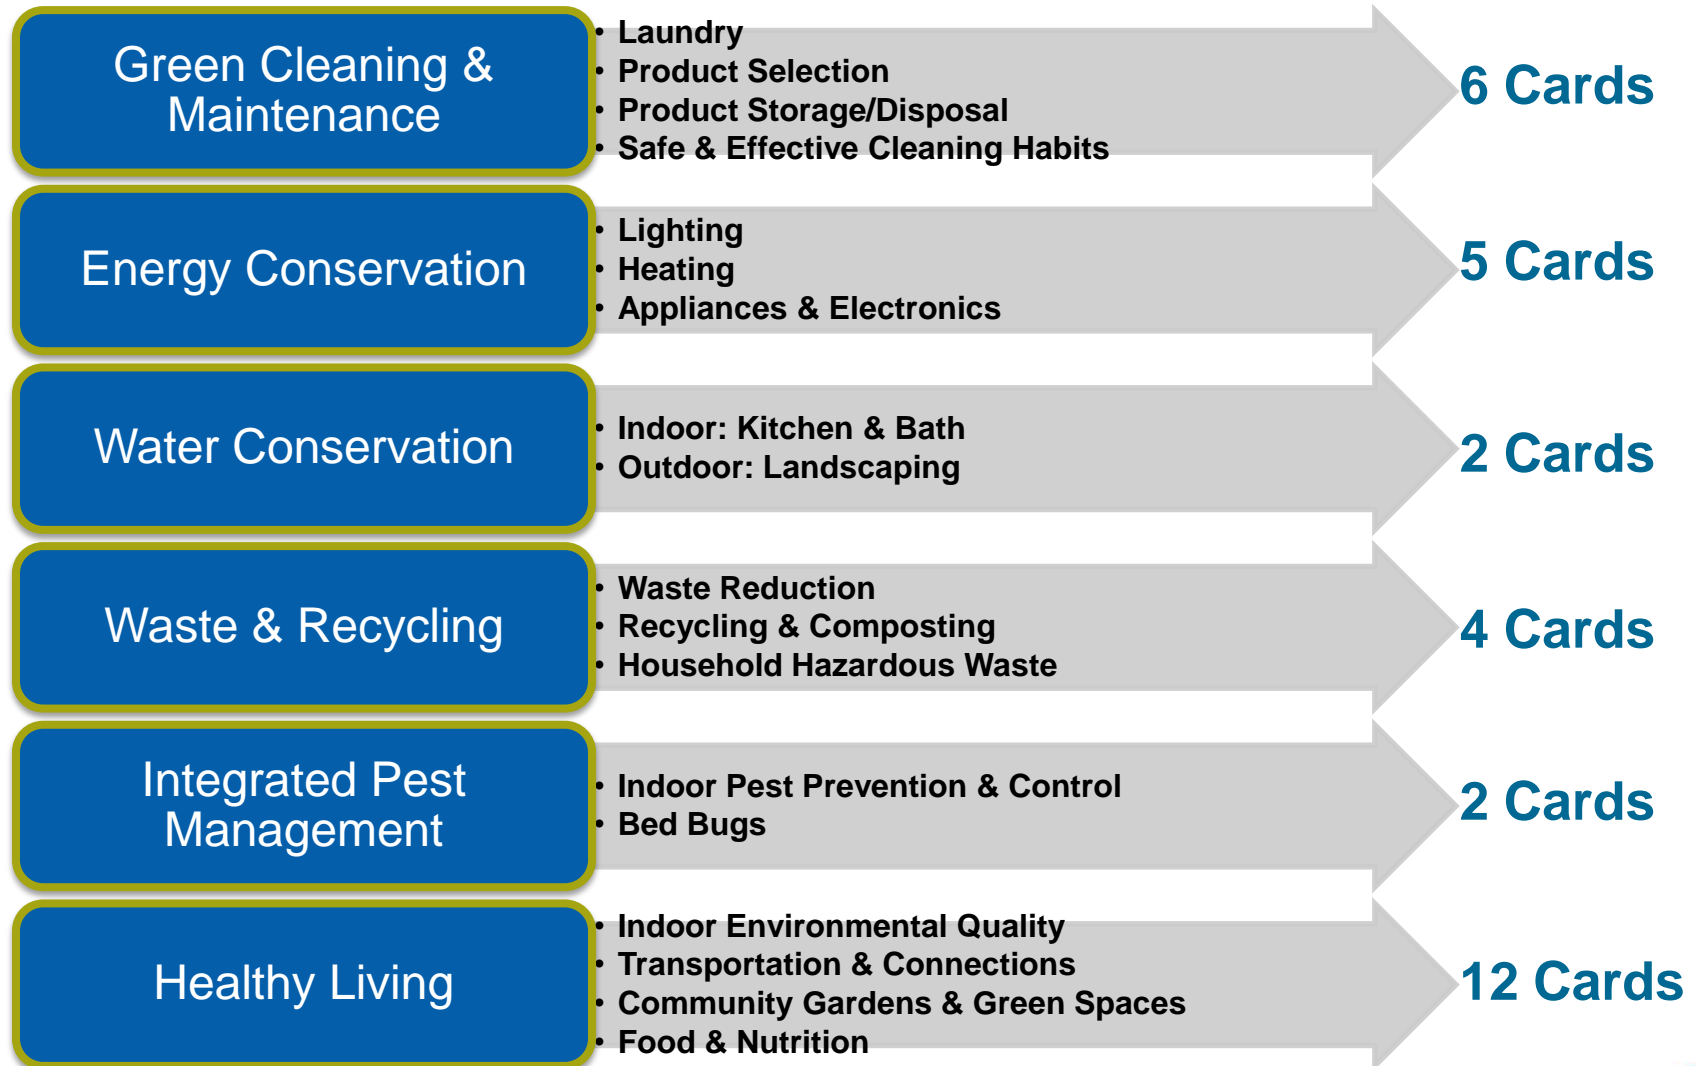 Green Cleaning &
Maintenance
• Laundry
• Product Selection
• Product Storage/Disposal
• Safe & Effective Cleaning Habits
6 Cards
Energy Conservation
• Lighting
• Heating
• Appliances & Electronics
5 Cards
Water Conservation
• Indoor: Kitchen & Bath
• Outdoor: Landscaping
2 Cards
Waste & Recycling
• Waste Reduction
• Recycling & Composting
• Household Hazardous Waste
4 Cards
Integrated Pest
Management
• Indoor Pest Prevention & Control
• Bed Bugs
2 Cards
Healthy Living
• Indoor Environmental Quality
• Transportation & Connections
• Community Gardens & Green Spaces
• Food & Nutrition
12 Cards